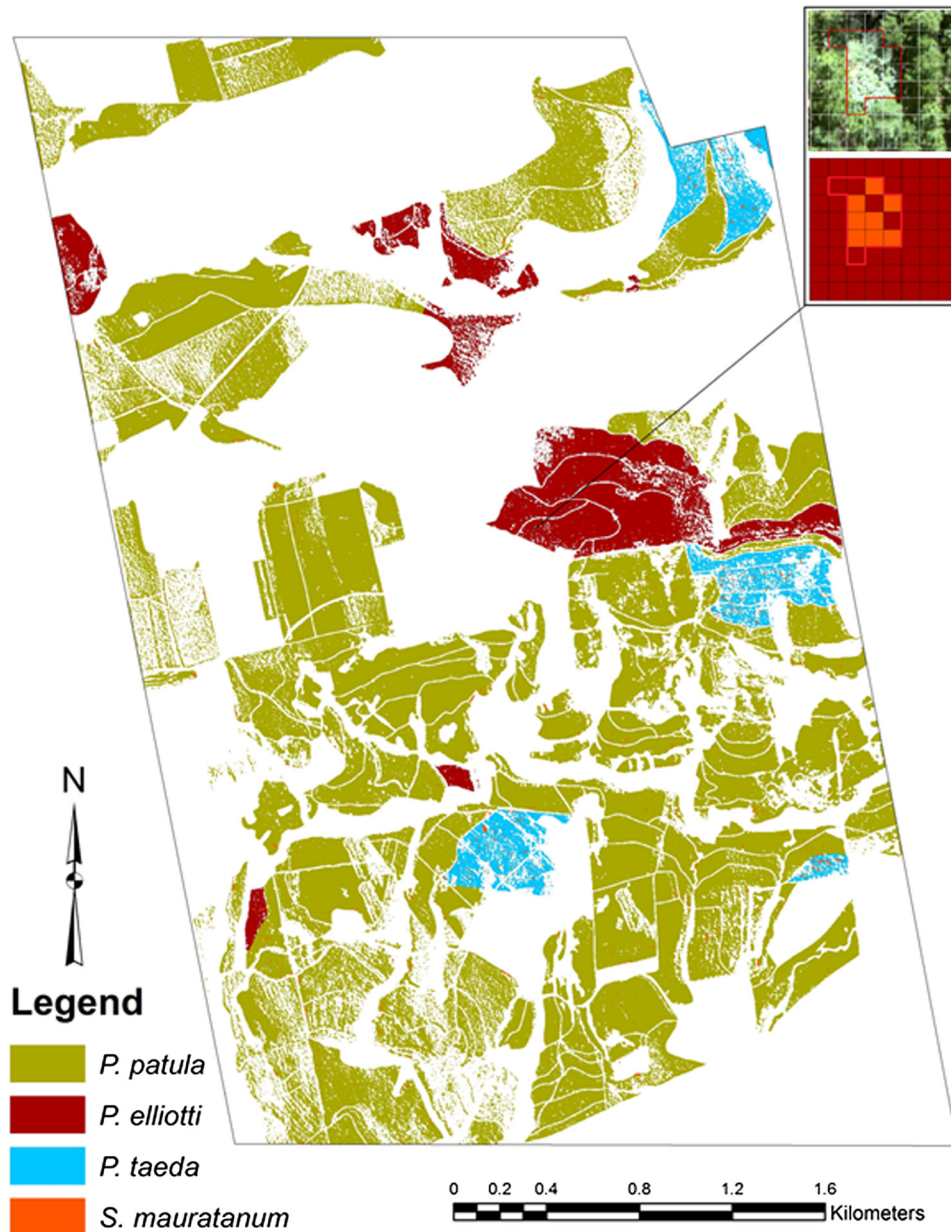 N
Legend
P. patula
P. elliotti
P. taeda
S. mauratanum
0 0.2 0.4 0.8 1.2 1.6
Kilometers